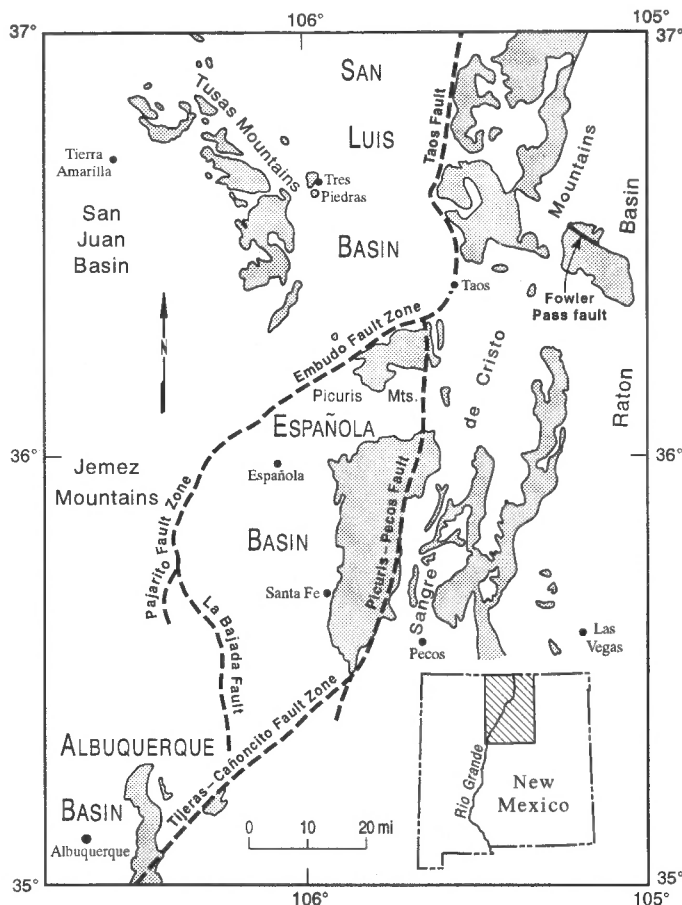 106°
105°
37°
37°
SAN
LUIS
BASIN
Taos Fault
Tusas Mountains
Tierra
Amarilla
Tres
Piedras
San
Juan
Basin
Mountains
Basin
Taos
Fowler
Pass fault
N
Embudo Fault Zone
Picuris Mts.
de Cristo
Raton
ESPAÑOLA
36°
36°
Jemez
Mountains
Española
BASIN
Pajarito Fault Zone
Picuris-Pecos Fault
Santa Fe
Sangre
La Bajada Fault
Pecos
Las
Vegas
Tijeras-Cañoncito Fault Zone
ALBUQUERQUE
BASIN
Albuquerque
Rio Grande
New
Mexico
0 10 20 mi
35°
35°
106°